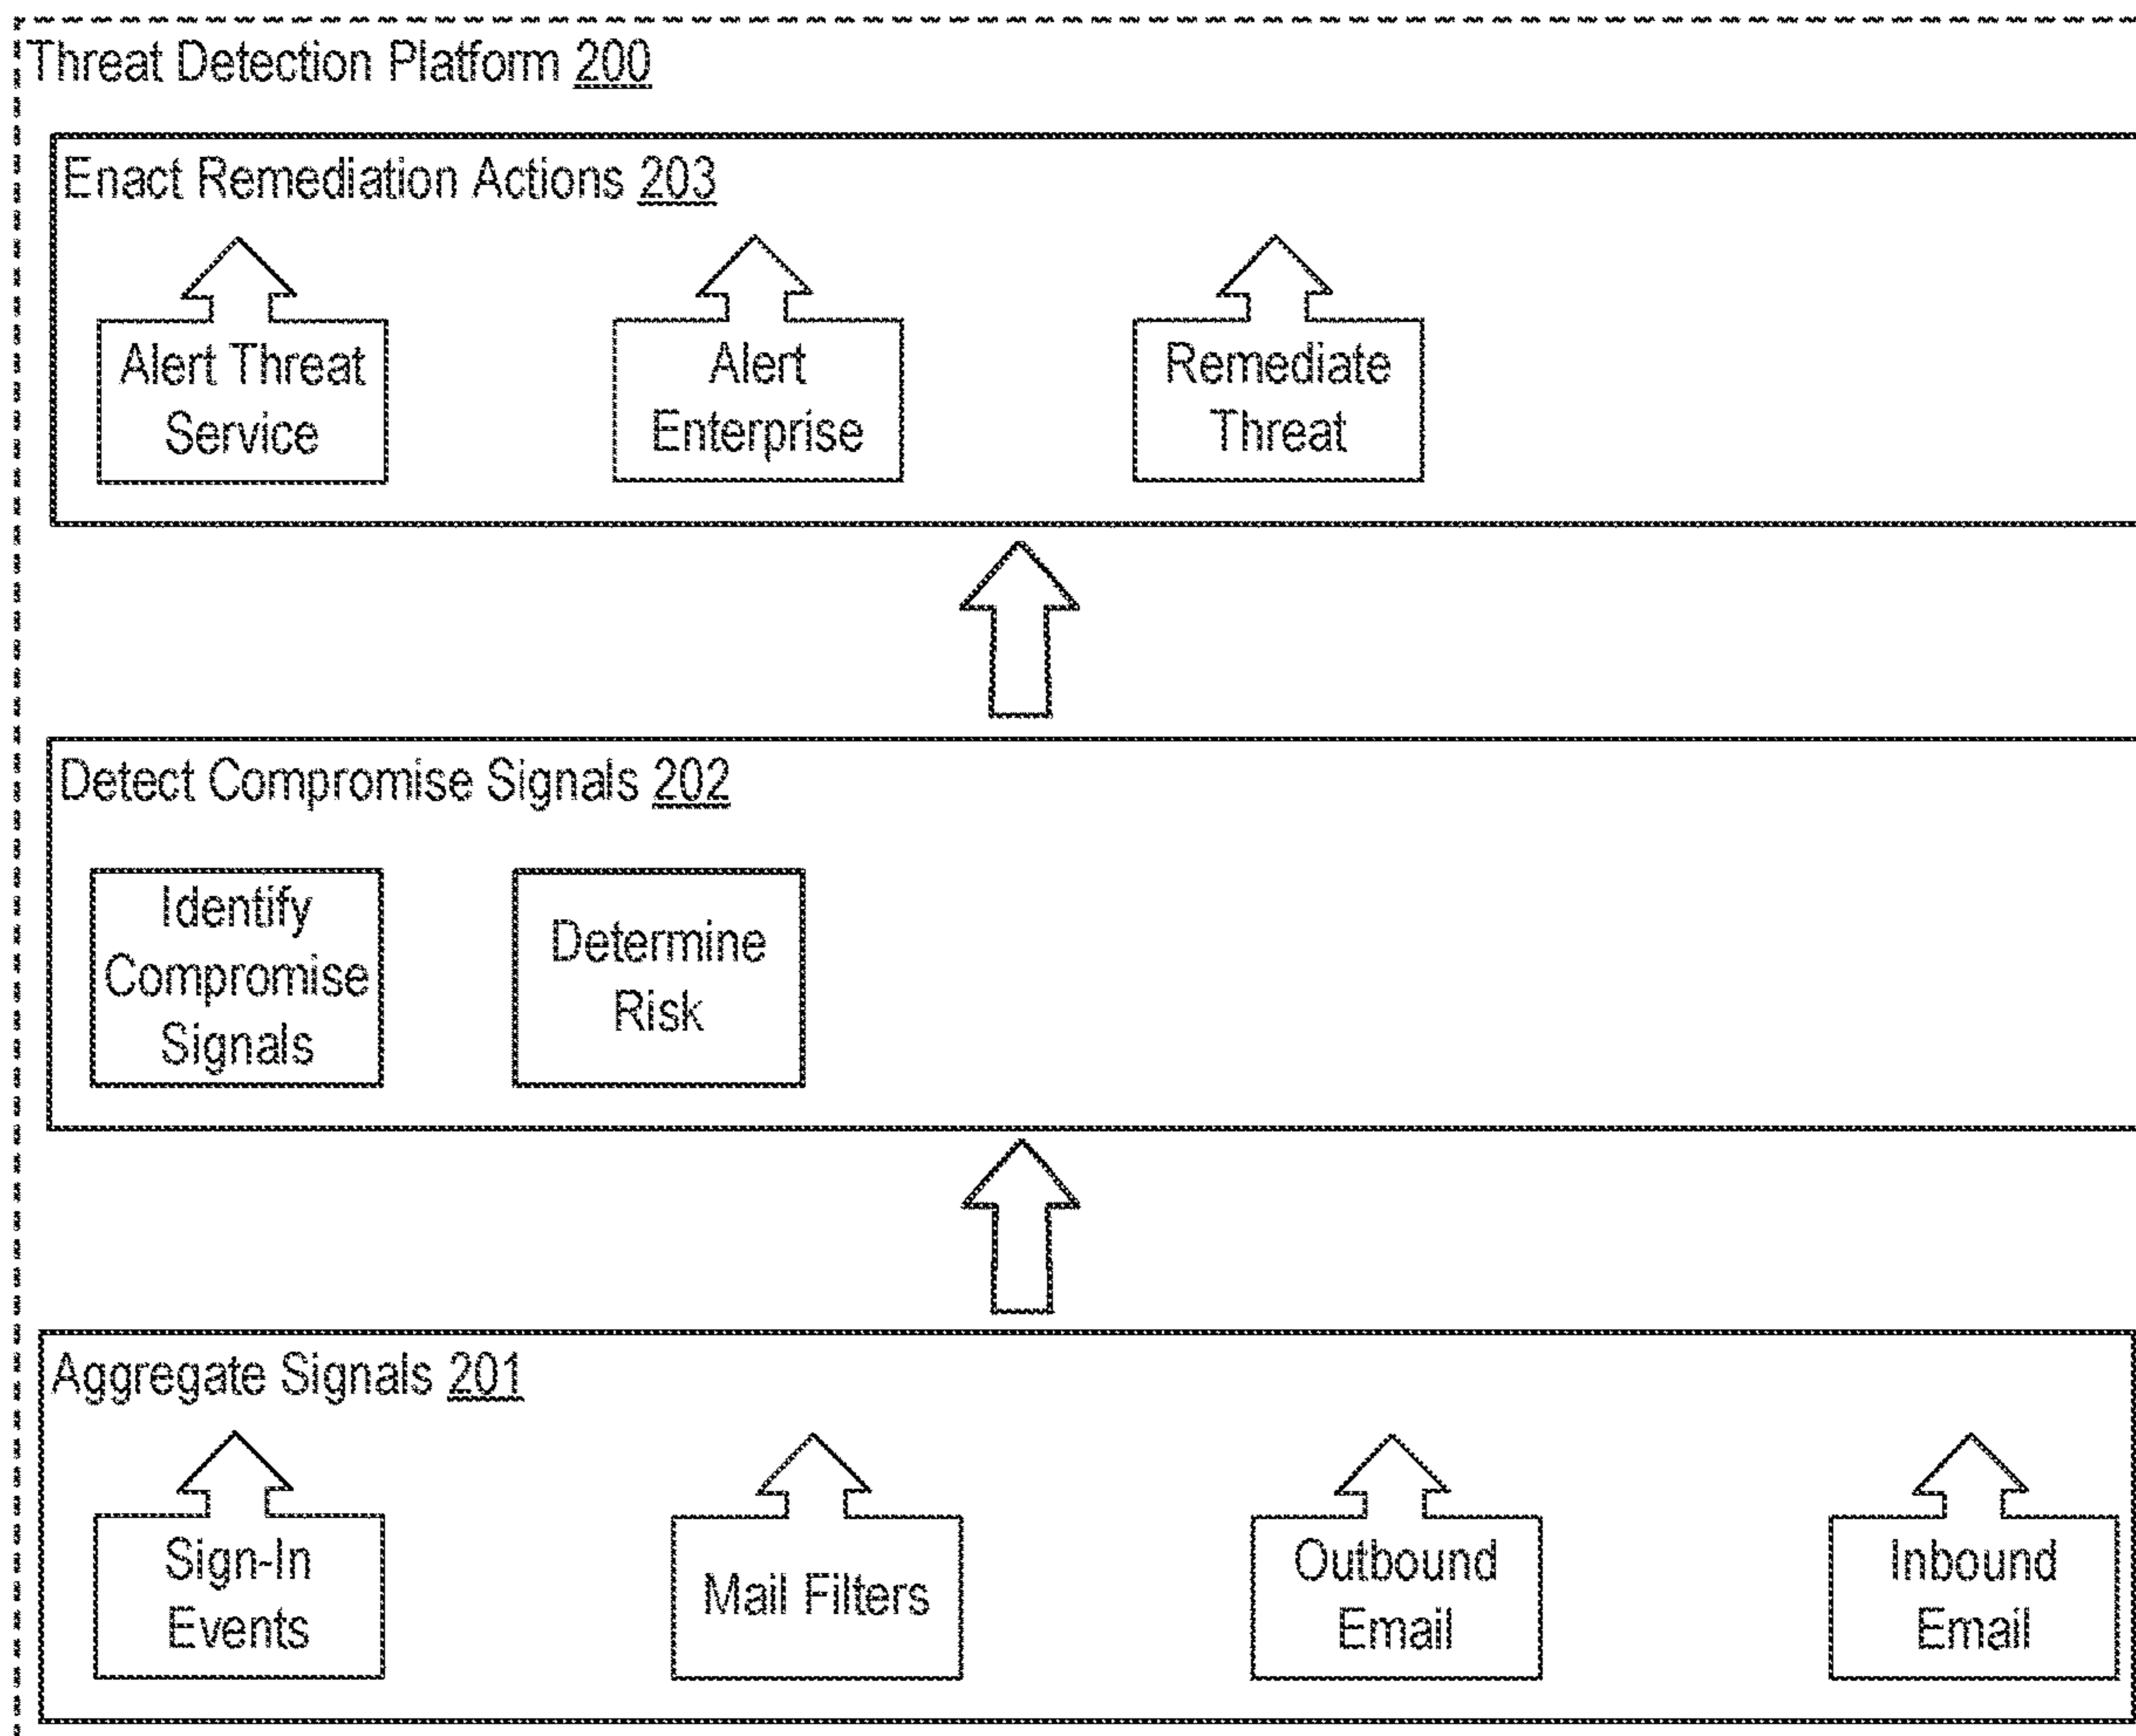 Threat Detection Platform 200
Enact Remediation Actions 203
Alert Threat
Service
Alert
Enterprise
Remediate
Threat
Detect Compromise Signals 202
Identify
Compromise
Signals
Determine
Risk
Aggregate Signals 201
Sign-In
Events
Mail Filters
Outbound
Email
Inbound
Email